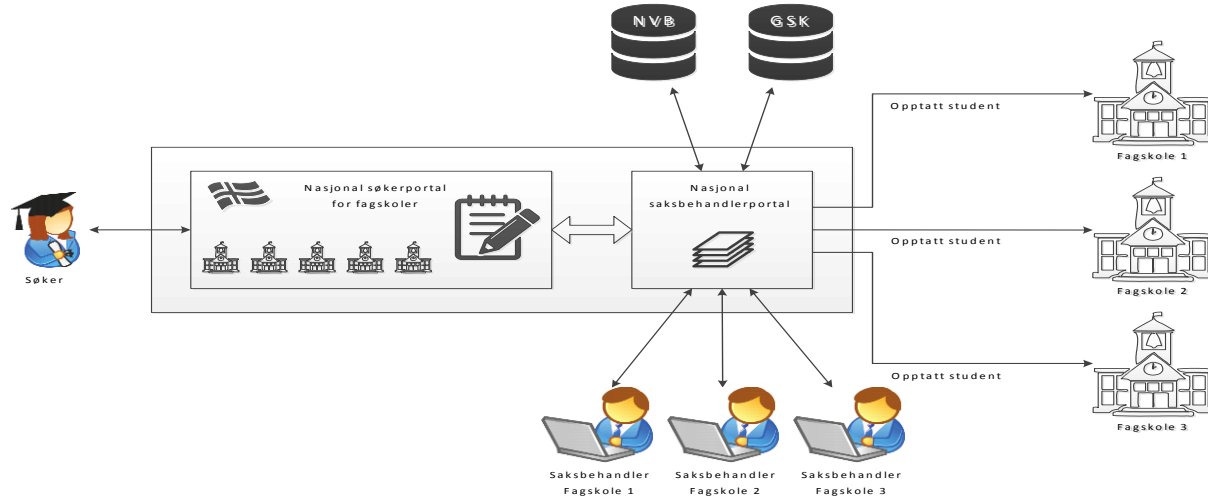 NVB
GSK
Opptatt student
Fagskole 1
Nasjonal søkerportal
for fagskoler
Nasjonal
saksbehandlerportal
Søker
Opptatt student
Fagskole 2
Opptatt student
Fagskole 3
Saksbehandler
Fagskole 1
Saksbehandler
Fagskole 2
Saksbehandler
Fagskole 3